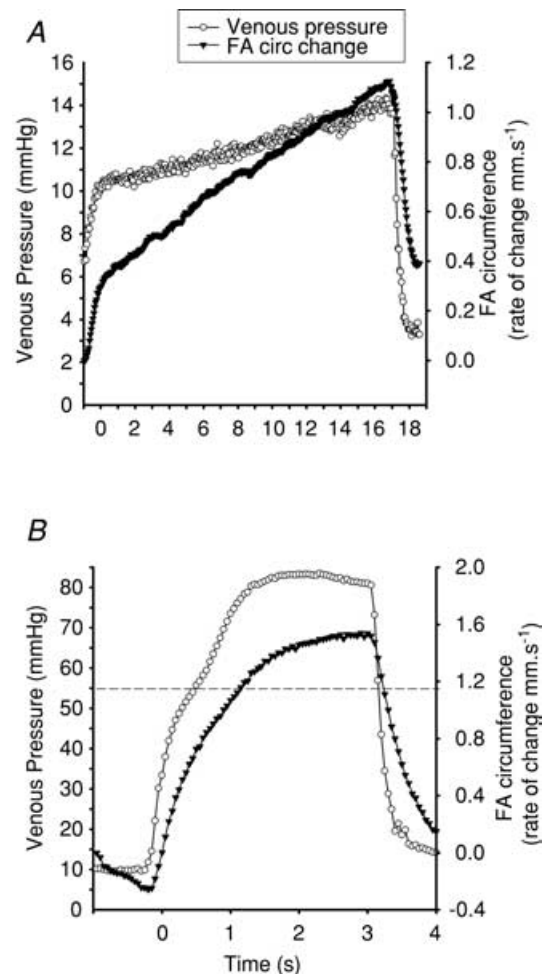 A
Venous pressure
FA circ change
16
14
12
10
8
6
4
2
0
Venous Pressure (mmHg)
1.2
1.0
0.8
0.6
0.4
0.2
0.0
FA circumference
(rate of change mm.s⁻¹)
0 2 4 6 8 10 12 14 16 18
B
80
70
60
50
40
30
20
10
0
Venous Pressure (mmHg)
2.0
1.6
1.2
0.8
0.4
0.0
-0.4
FA circumference
(rate of change mm.s⁻¹)
0 1 2 3 4
Time (s)